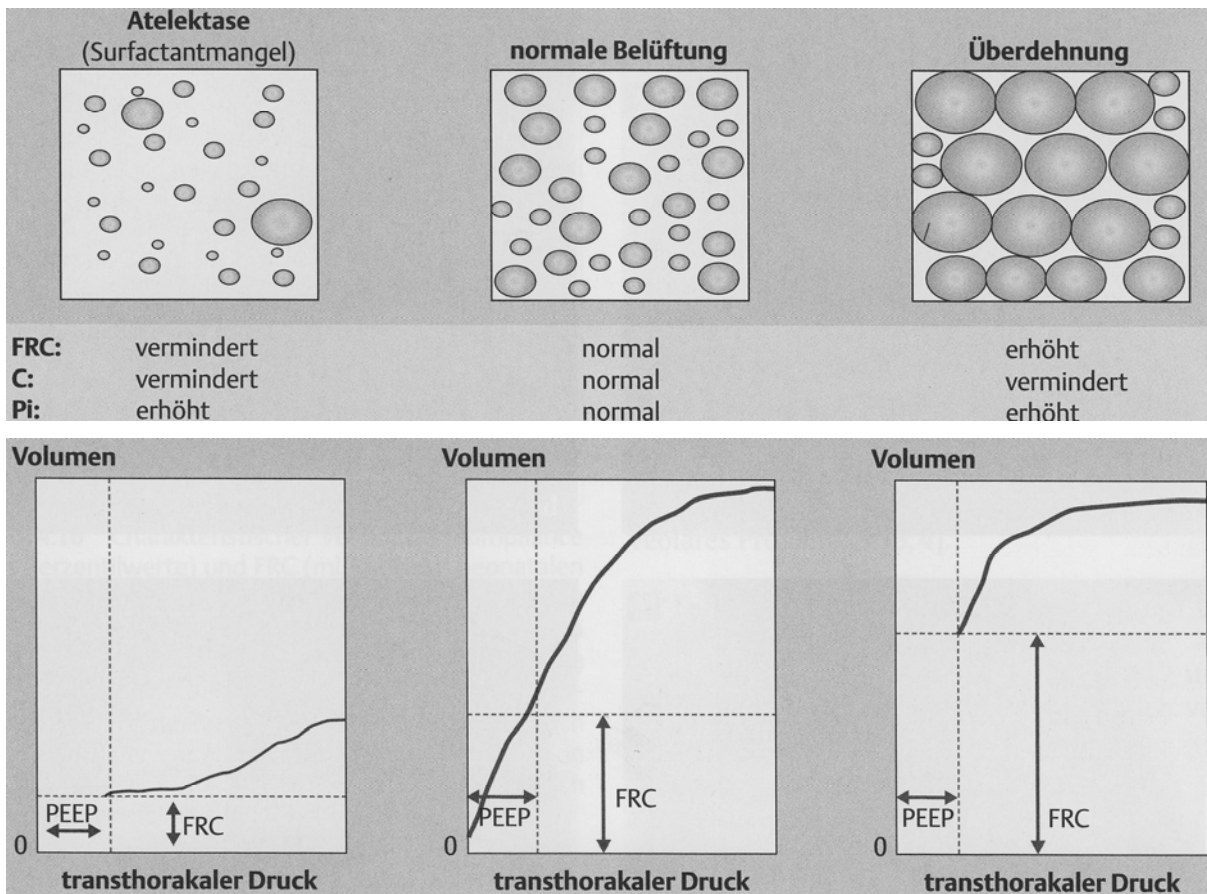 Atelektase
(Surfactantmangel)
normale Belüftung
Überdehnung
FRC: vermindert normal erhöht
C: vermindert normal vermindert
Pi: erhöht normal erhöht
Volumen
PEEP
FRC
0
transthorakaler Druck
Volumen
PEEP
FRC
transthorakaler Druck
Volumen
PEEP
FRC
0
transthorakaler Druck